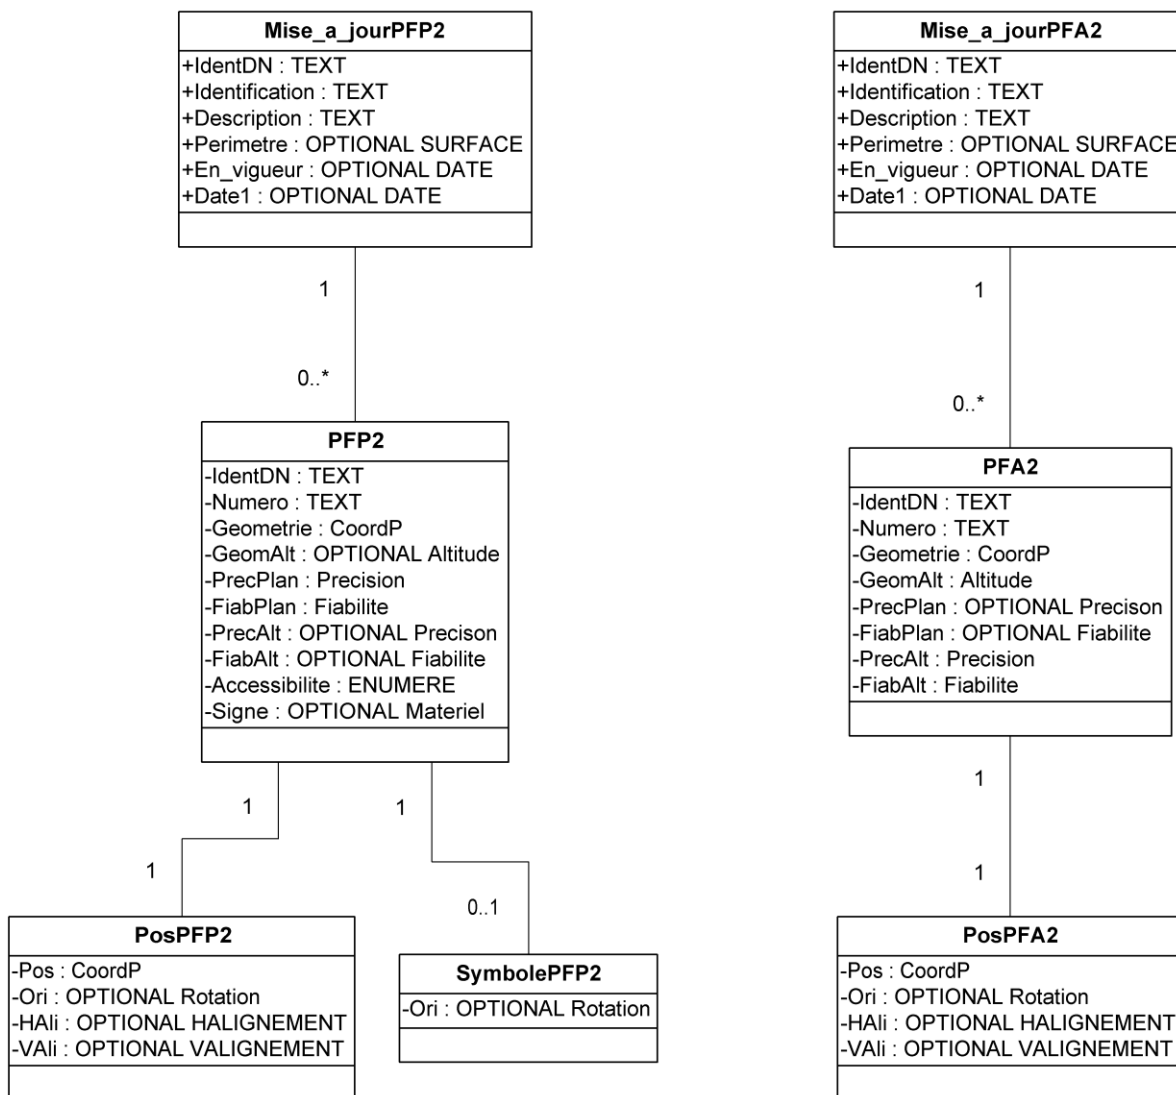 Mise_a_jourPFP2
+IdentDN : TEXT
+Identification : TEXT
+Description : TEXT
+Perimetre : OPTIONAL SURFACE
+En_vigueur : OPTIONAL DATE
+Date1 : OPTIONAL DATE
1
0..*
PFP2
-IdentDN : TEXT
-Numero : TEXT
-Geometrie : CoordP
-GeomAlt : OPTIONAL Altitude
-PrecPlan : Precision
-FiabPlan : Fiabilite
-PrecAlt : OPTIONAL Precison
-FiabAlt : OPTIONAL Fiabilite
-Accessibilite : ENUMERE
-Signe : OPTIONAL Materiel
1
1
1
0..1
PosPFP2
-Pos : CoordP
-Ori : OPTIONAL Rotation
-HAli : OPTIONAL HALIGNEMENT
-VAli : OPTIONAL VALIGNEMENT
SymbolePFP2
-Ori : OPTIONAL Rotation
Mise_a_jourPFA2
+IdentDN : TEXT
+Identification : TEXT
+Description : TEXT
+Perimetre : OPTIONAL SURFACE
+En_vigueur : OPTIONAL DATE
+Date1 : OPTIONAL DATE
1
0..*
PFA2
-IdentDN : TEXT
-Numero : TEXT
-Geometrie : CoordP
-GeomAlt : Altitude
-PrecPlan : OPTIONAL Precison
-FiabPlan : OPTIONAL Fiabilite
-PrecAlt : Precision
-FiabAlt : Fiabilite
1
1
PosPFA2
-Pos : CoordP
-Ori : OPTIONAL Rotation
-HAli : OPTIONAL HALIGNEMENT
-VAli : OPTIONAL VALIGNEMENT